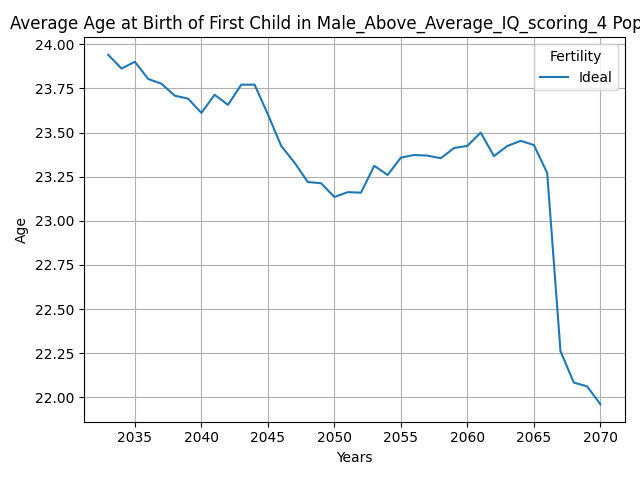 Average Age at Birth of First Child in Male_Above_Average_IQ_scoring_4 Pop
24.00
23.75
23.50
23.25
23.00
22.75
22.50
22.25
22.00
Age
Fertility
Ideal
2035 2040 2045 2050 2055 2060 2065 2070
Years